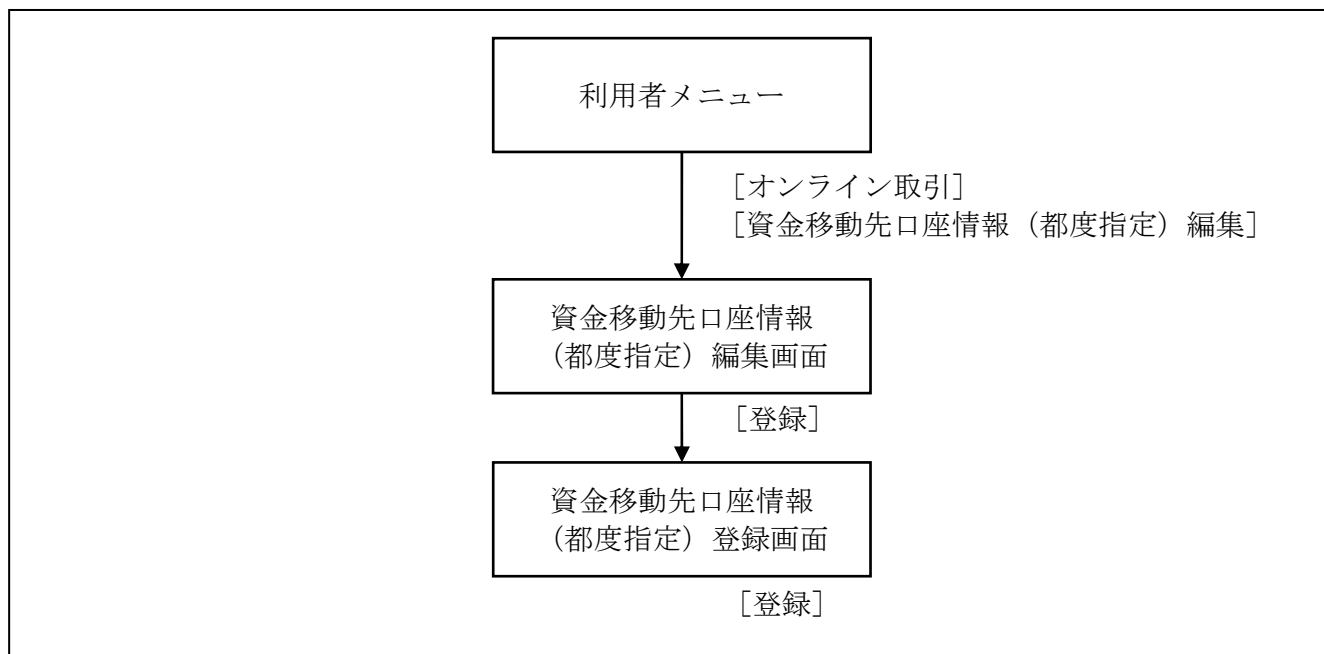 利用者メニュー
［オンライン取引］
［資金移動先口座情報（都度指定）編集］
資金移動先口座情報
（都度指定）編集画面
［登録］
資金移動先口座情報
（都度指定）登録画面
［登録］